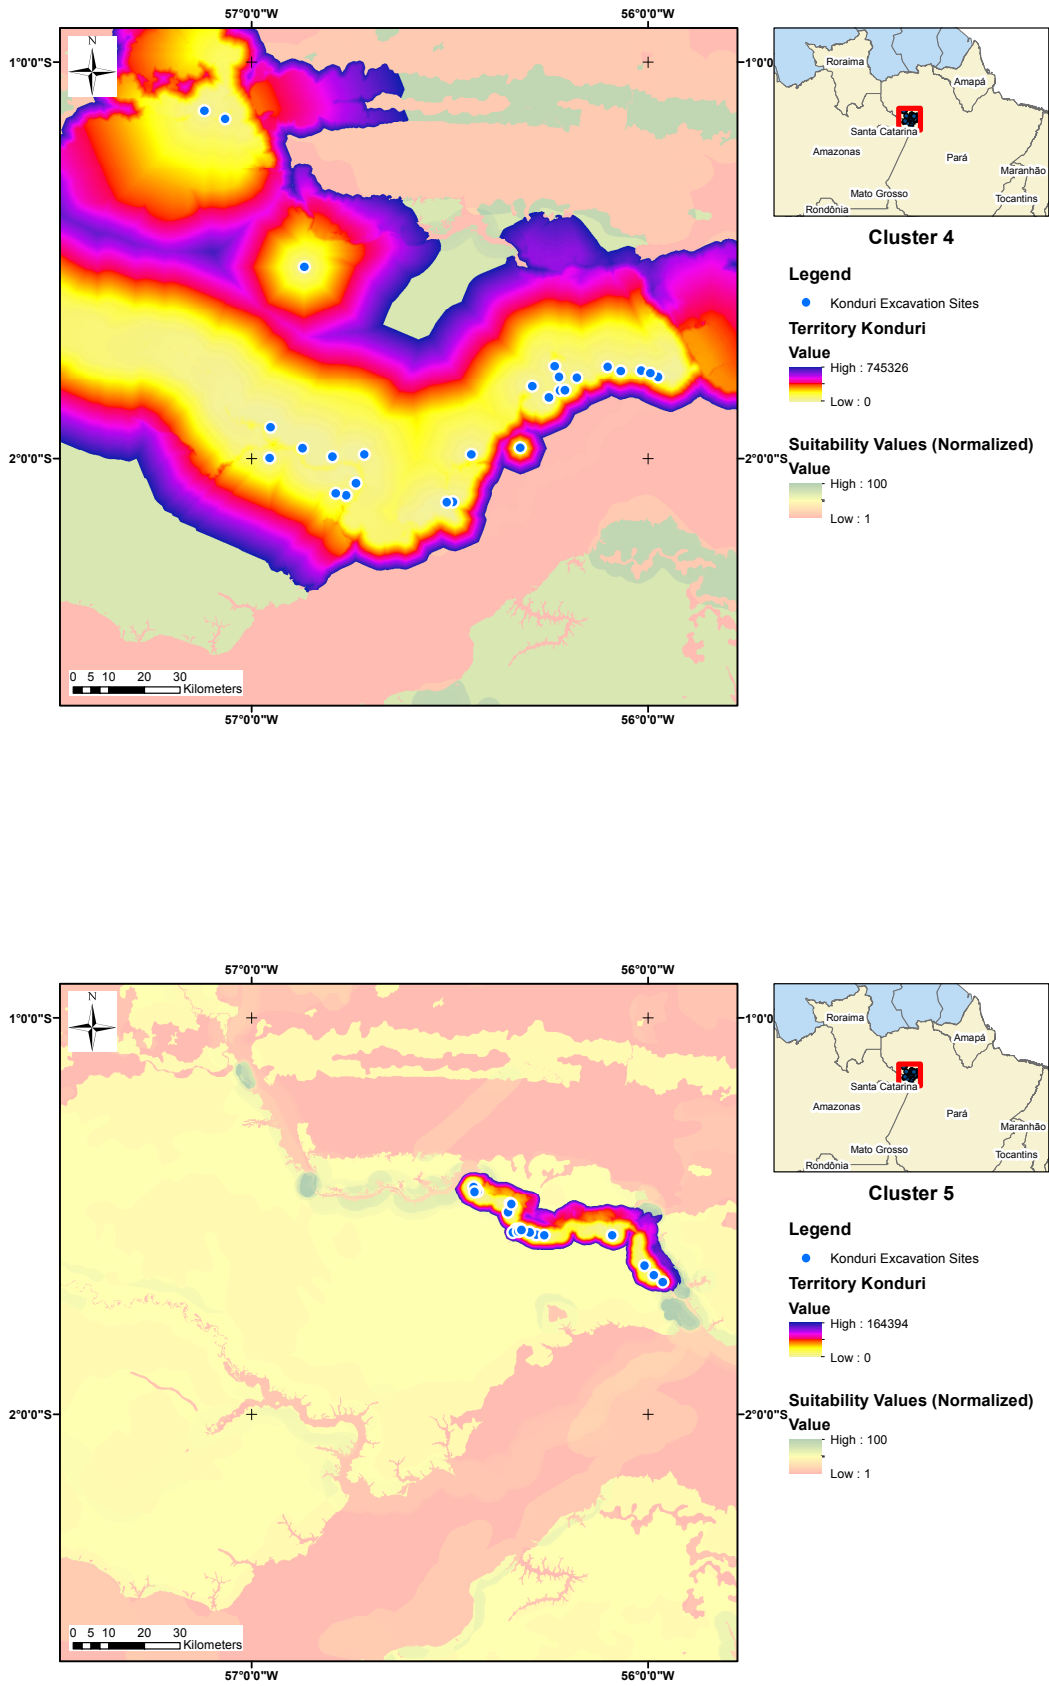 57°0'0"W
56°0'0"W
N
1°0'0"S
1°0'0
Roraima
Amapá
Santa Catarina
Amazonas
Pará
Maranhão
Mato Grosso
Tocantins
Rondônia
Cluster 4
Legend
Konduri Excavation Sites
Territory Konduri
Value
High : 745326
Low : 0
2°0'0"S
2°0'0"S
Suitability Values (Normalized)
Value
High : 100
Low : 1
0 5 10 20 30
Kilometers
57°0'0"W
56°0'0"W
57°0'0"W
56°0'0"W
N
1°0'0"S
1°0'0
Roraima
Amapá
Santa Catarina
Amazonas
Pará
Maranhão
Mato Grosso
Tocantins
Rondônia
Cluster 5
Legend
Konduri Excavation Sites
Territory Konduri
Value
High : 164394
Low : 0
2°0'0"S
2°0'0"S
Suitability Values (Normalized)
Value
High : 100
Low : 1
0 5 10 20 30
Kilometers
57°0'0"W
56°0'0"W